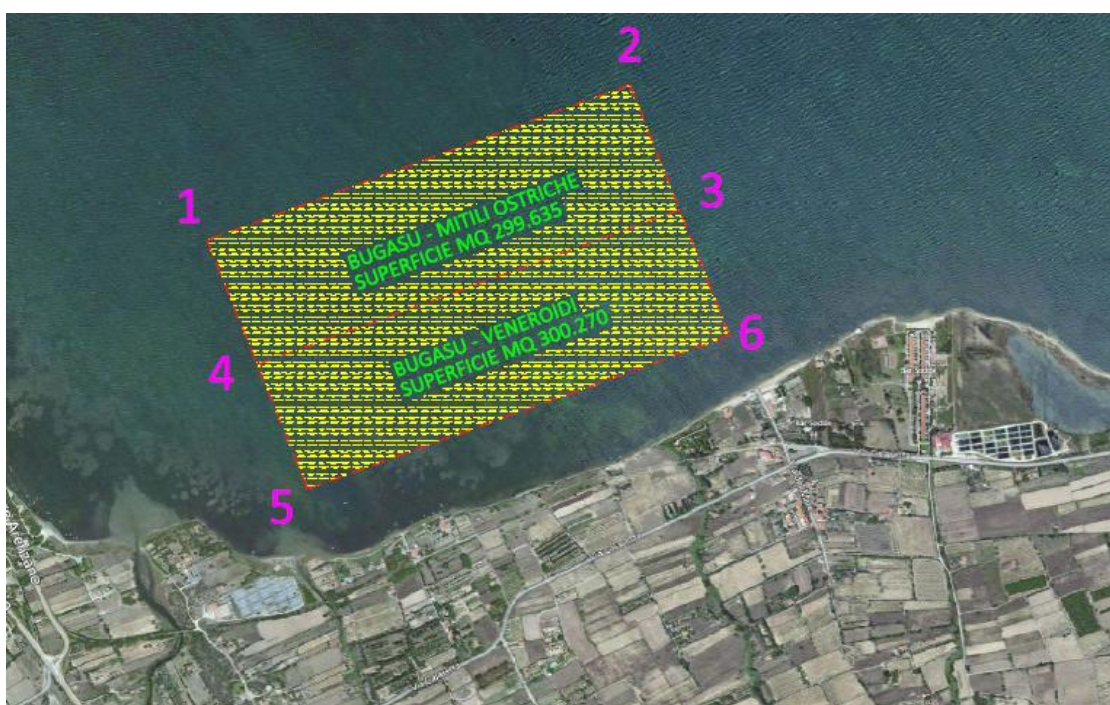 2
1
3
BUGASU - MITILI OSTRICHE
SUPERFICIE MQ 299.635
BUGASU - VENEROIDI
SUPERFICIE MQ 300.270
6
4
5